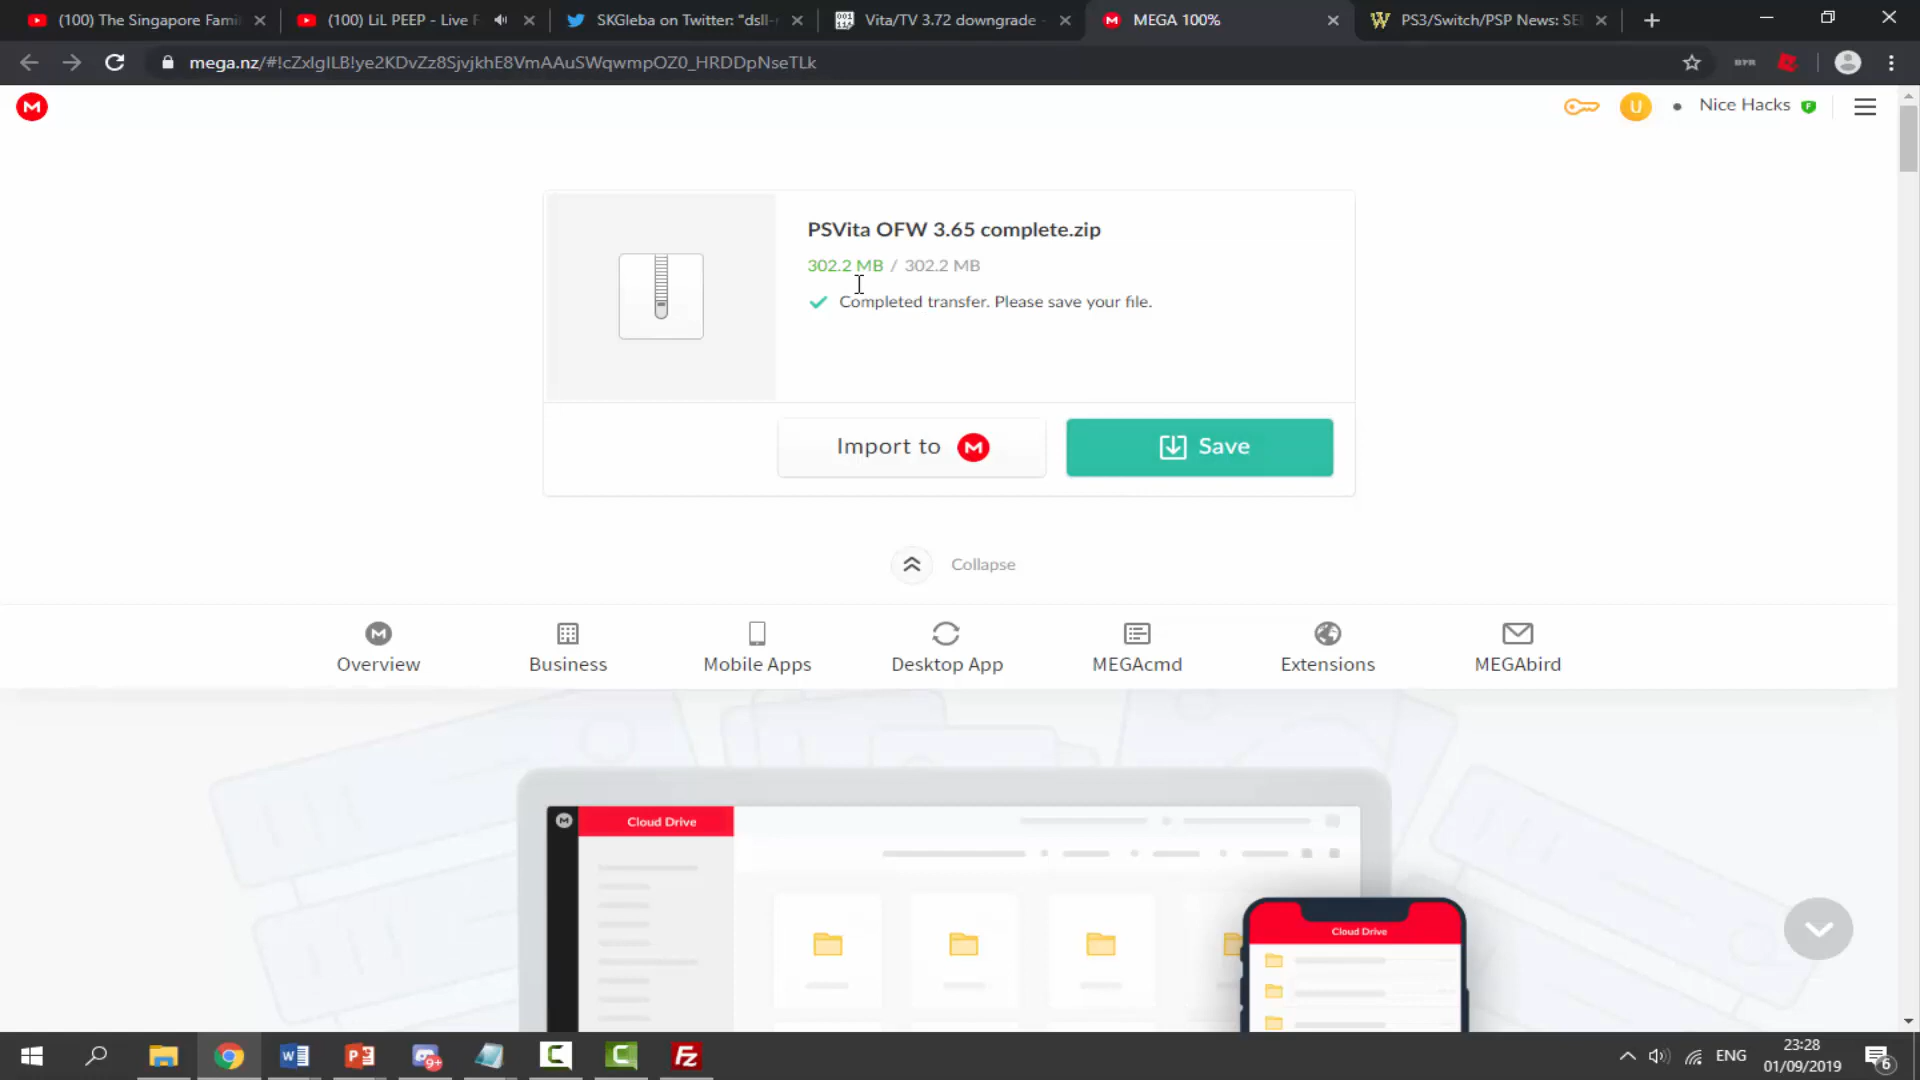 (100) The Singapore Fami
(100) LiL PEEP - Live F
SKGleba on Twitter: "dsll-
Vita/TV 3.72 downgrade
MEGA 100%
PS3/Switch/PSP News: SE
mega.nz/#!cZxlgILB!ye2KDvZz8SjvjkhE8VmAAuSWqwmpOZ0_HRDDpNseTLk
U
Nice Hacks
PSVita OFW 3.65 complete.zip
302.2 MB / 302.2 MB
Completed transfer. Please save your file.
Import to M
Save
Collapse
Overview
Business
Mobile Apps
Desktop App
MEGAcmd
Extensions
MEGAbird
Cloud Drive
Cloud Drive
ENG
23:28
01/09/2019
6